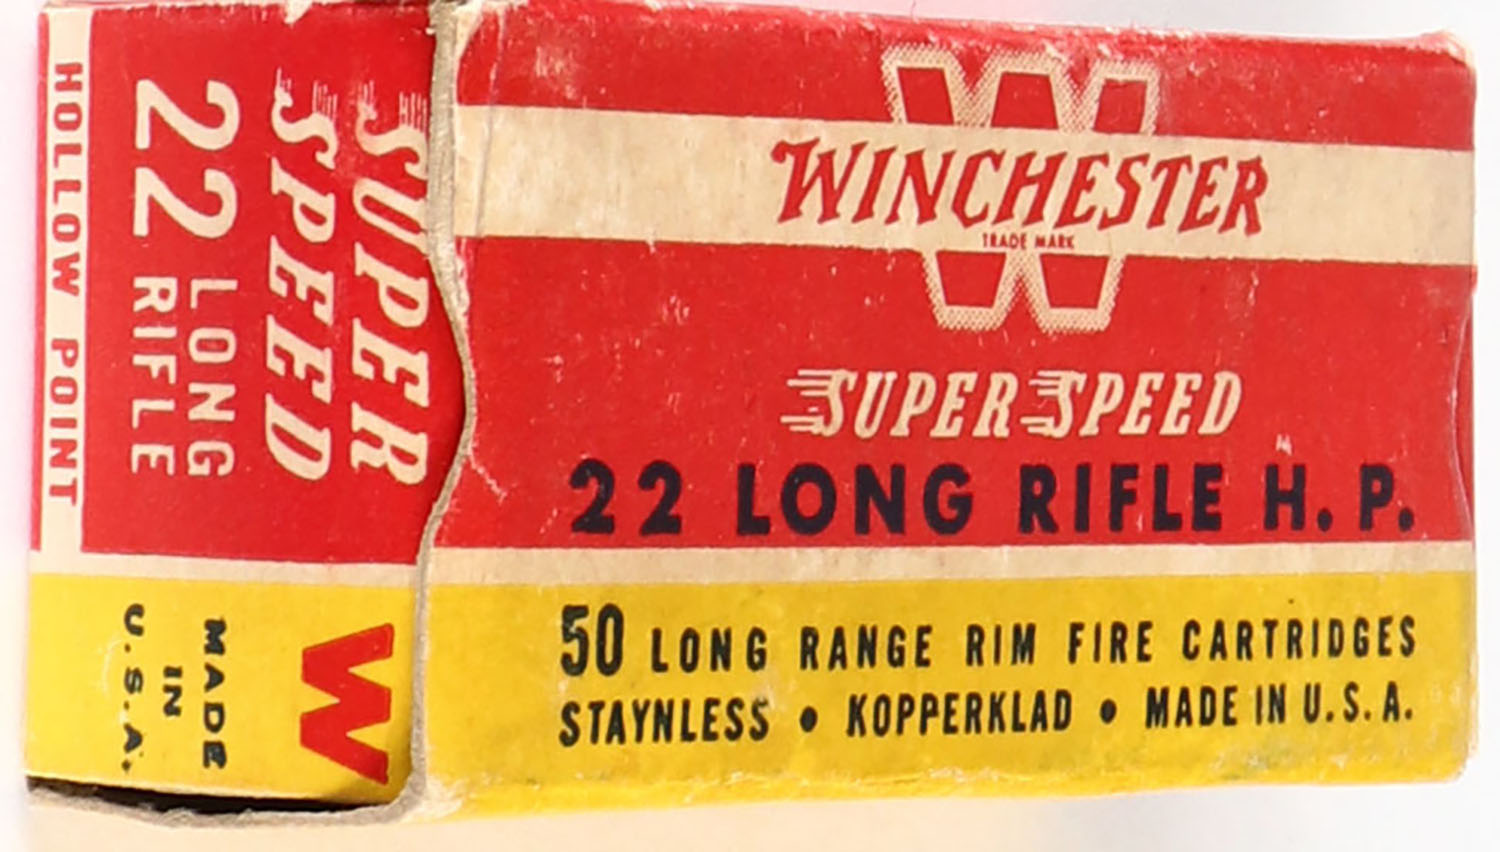 W
WINCHESTER
TRADE MARK
SUPER SPEED
22 LONG RIFLE H. P.
50 LONG RANGE RIM FIRE CARTRIDGES
STAYNLESS • KOPPERKLAD • MADE IN U.S.A.
SUPER
SPEED
22 LONG
RIFLE
HOLLOW POINT
W
MADE
IN
U.S.A.